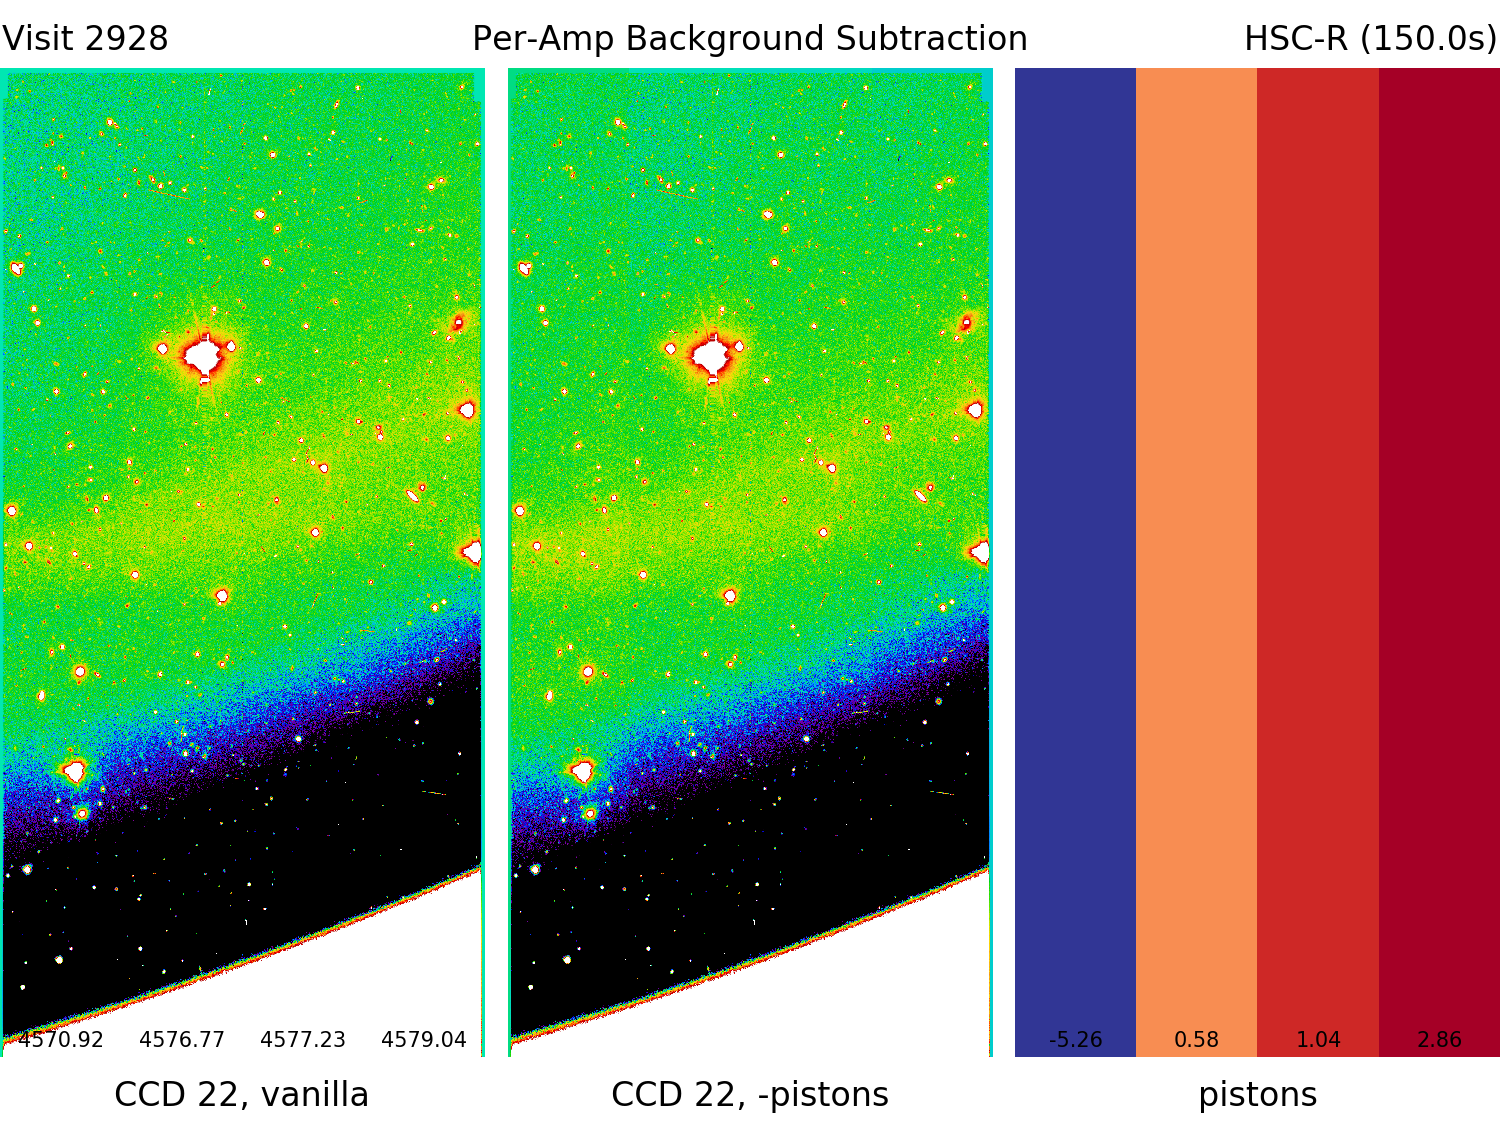 Visit 2928 Per-Amp Background Subtraction HSC-R (150.0s)
4570.92 4576.77 4577.23 4579.04 -5.26 0.58 1.04 2.86
CCD 22, vanilla CCD 22, -pistons pistons